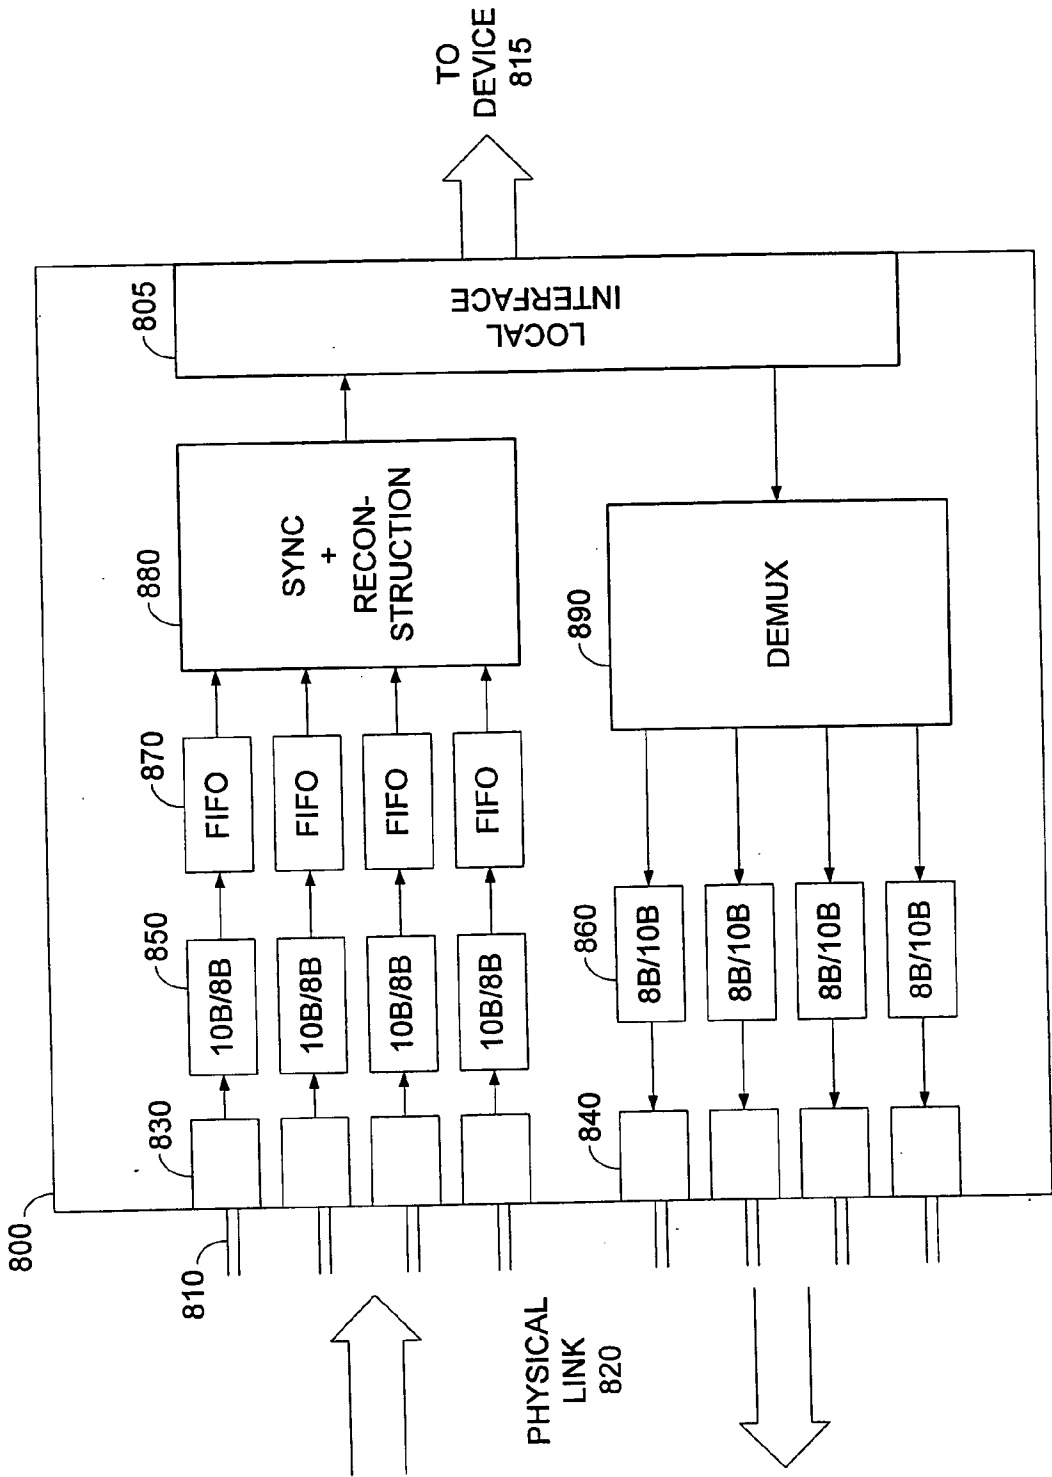 800
810
PHYSICAL
LINK
820
830
850
870
880
805
10B/8B
FIFO
10B/8B
FIFO
10B/8B
FIFO
10B/8B
FIFO
SYNC
+
RECON-
STRUCTION
LOCAL
INTERFACE
TO
DEVICE
815
840
860
890
8B/10B
8B/10B
8B/10B
8B/10B
DEMUX